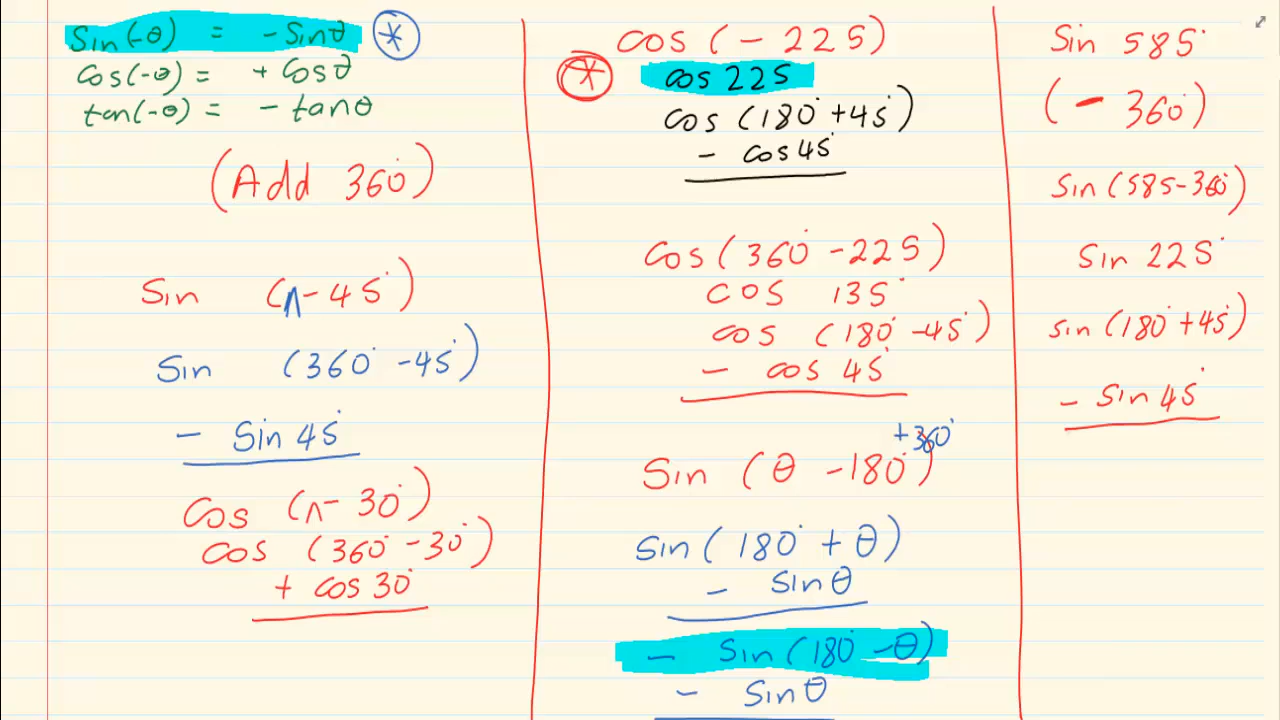 Sin(-θ) = - Sinθ *
Cos(-θ) = + Cosθ
tan(-θ) = - tanθ
(Add 360°)
Sin (-45°)
Sin (360° -45°)
- Sin 45°
Cos (-30°)
Cos (360° -30°)
+ Cos 30°
Cos (-225)
* Cos 225
Cos (180° +45°)
- Cos 45°
Cos (360° -225)
Cos 135°
Cos (180° -45°)
- Cos 45°
+360°
Sin (θ -180°)
Sin (180° + θ)
- Sinθ
- Sin (180° -θ)
- Sinθ
Sin 585°
(- 360°)
Sin (585-360°)
Sin 225°
Sin (180° +45°)
- Sin 45°